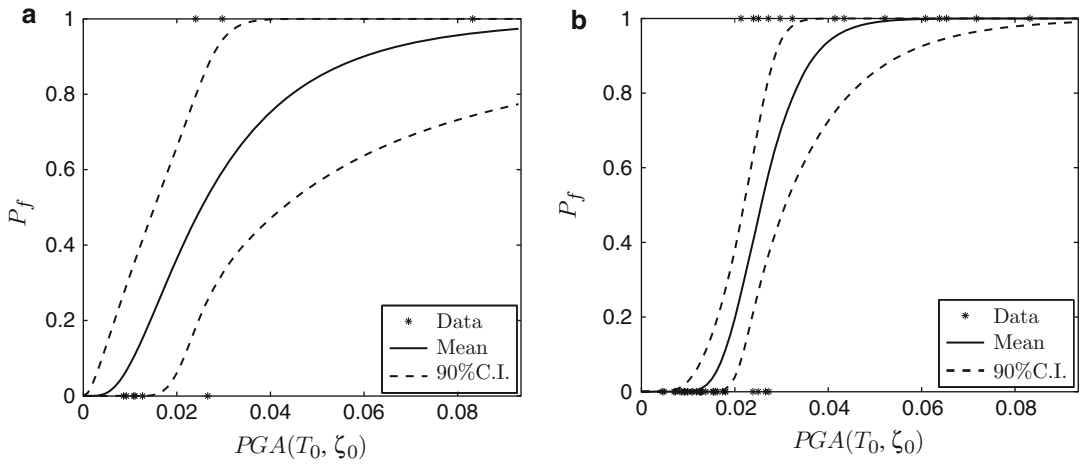 a
1
0.8
0.6
0.4
0.2
0
P_f
0 0.02 0.04 0.06 0.08
PGA(T_0, ζ_0)
* Data
Mean
90%C.I.
b
1
0.8
0.6
0.4
0.2
0
P_f
0 0.02 0.04 0.06 0.08
PGA(T_0, ζ_0)
* Data
Mean
90%C.I.